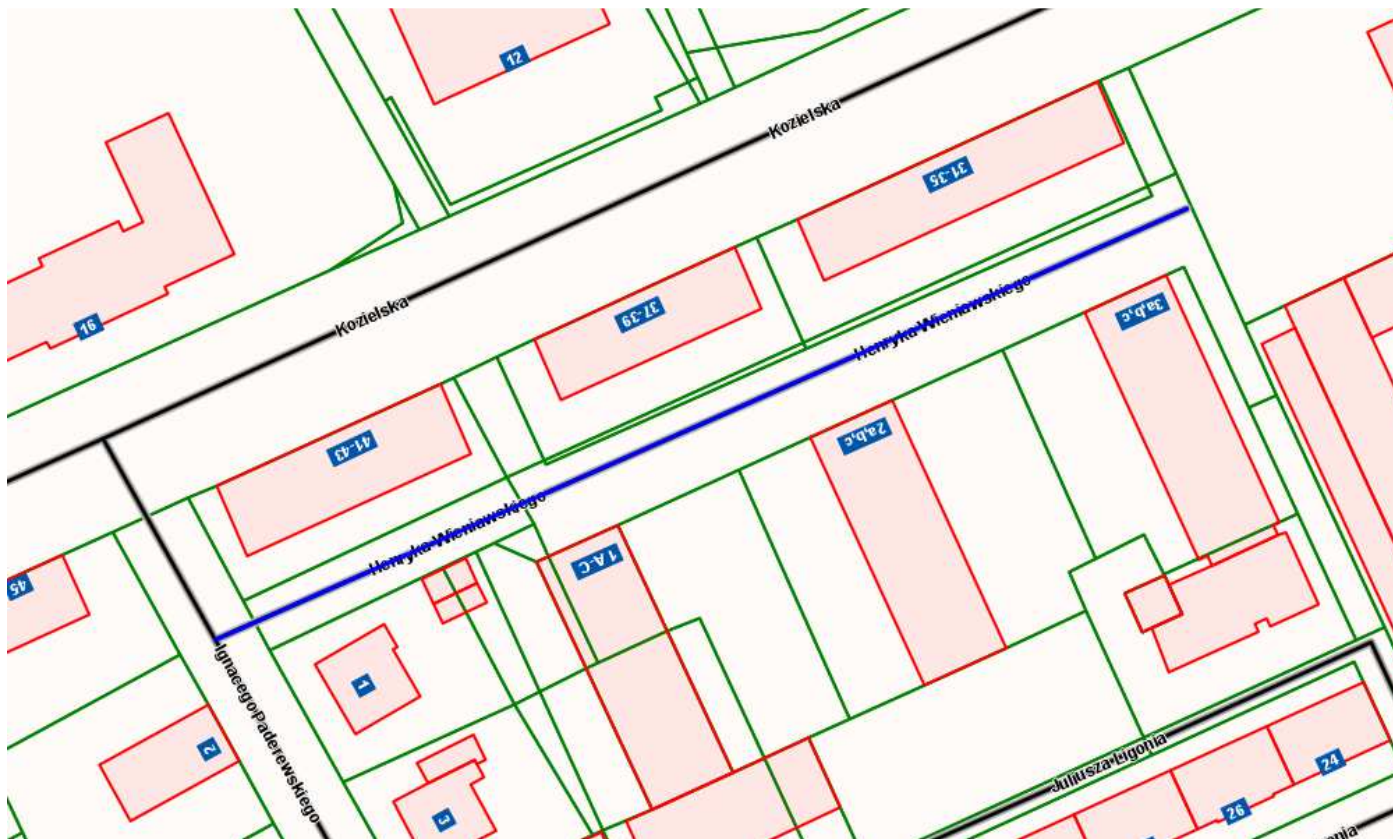 12
Kozielska
31-35
16
Kozielska
37-39
Henryka Wieniawskiego
3a,b,c
41-43
2a,b,c
Henryka Wieniawskiego
1 A-C
45
1
Ignacego Paderewskiego
2
3
Juliusza Ligonia
24
26